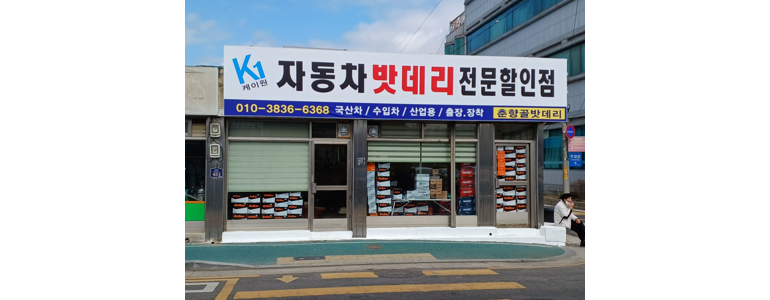 K1 케이원
자동차밧데리전문할인점
010-3836-6368 국산차 / 수입차 / 산업용 / 출장.장착
춘향골밧데리